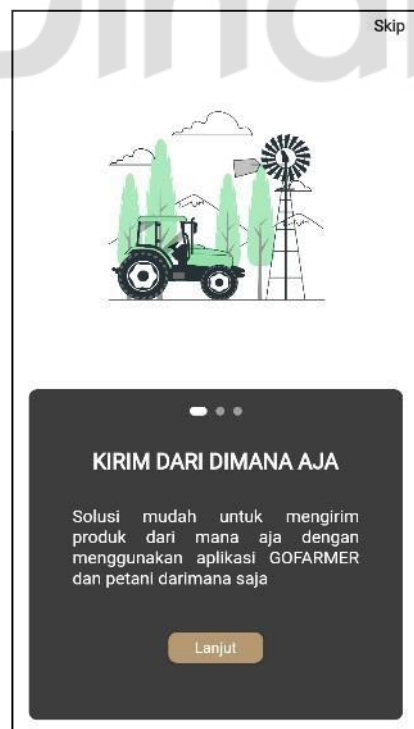 Skip
KIRIM DARI DIMANA AJA
Solusi mudah untuk mengirim
produk dari mana aja dengan
menggunakan aplikasi GOFARMER
dan petani darimana saja
Lanjut